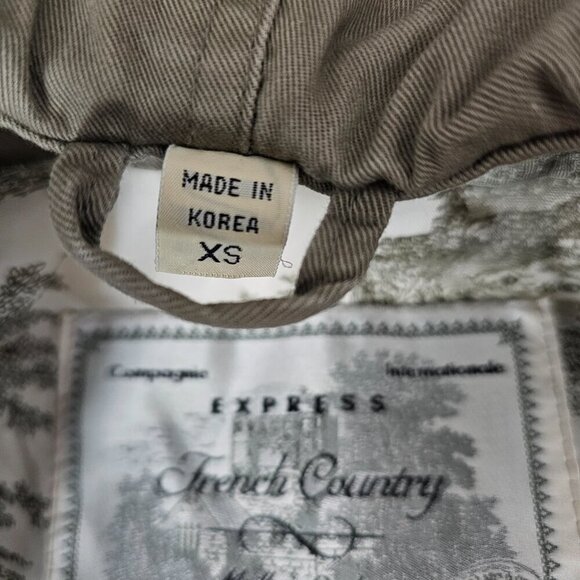 MADE IN
KOREA
XS
Compagnie Internationale
EXPRESS
French Country